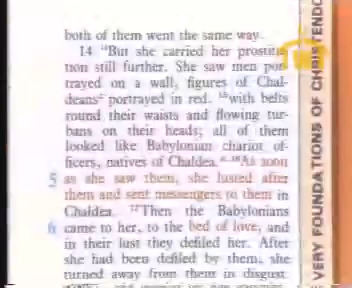 both of them went the same way.
14 "But she carried her prostitu-
tion still further. She saw men por-
trayed on a wall, figures of Chal-
deans portrayed in red, 15with belts
round their waists and flowing tur-
bans on their heads; all of them
looked like Babylonian chariot of-
ficers, natives of Chaldea. 16As soon
5 as she saw them, she lusted after
them and sent messengers to them in
Chaldea. 17Then the Babylonians
6 came to her, to the bed of love, and
in their lust they defiled her. After
she had been defiled by them, she
turned away from them in disgust.
VERY FOUNDATIONS OF CHRISTENDO